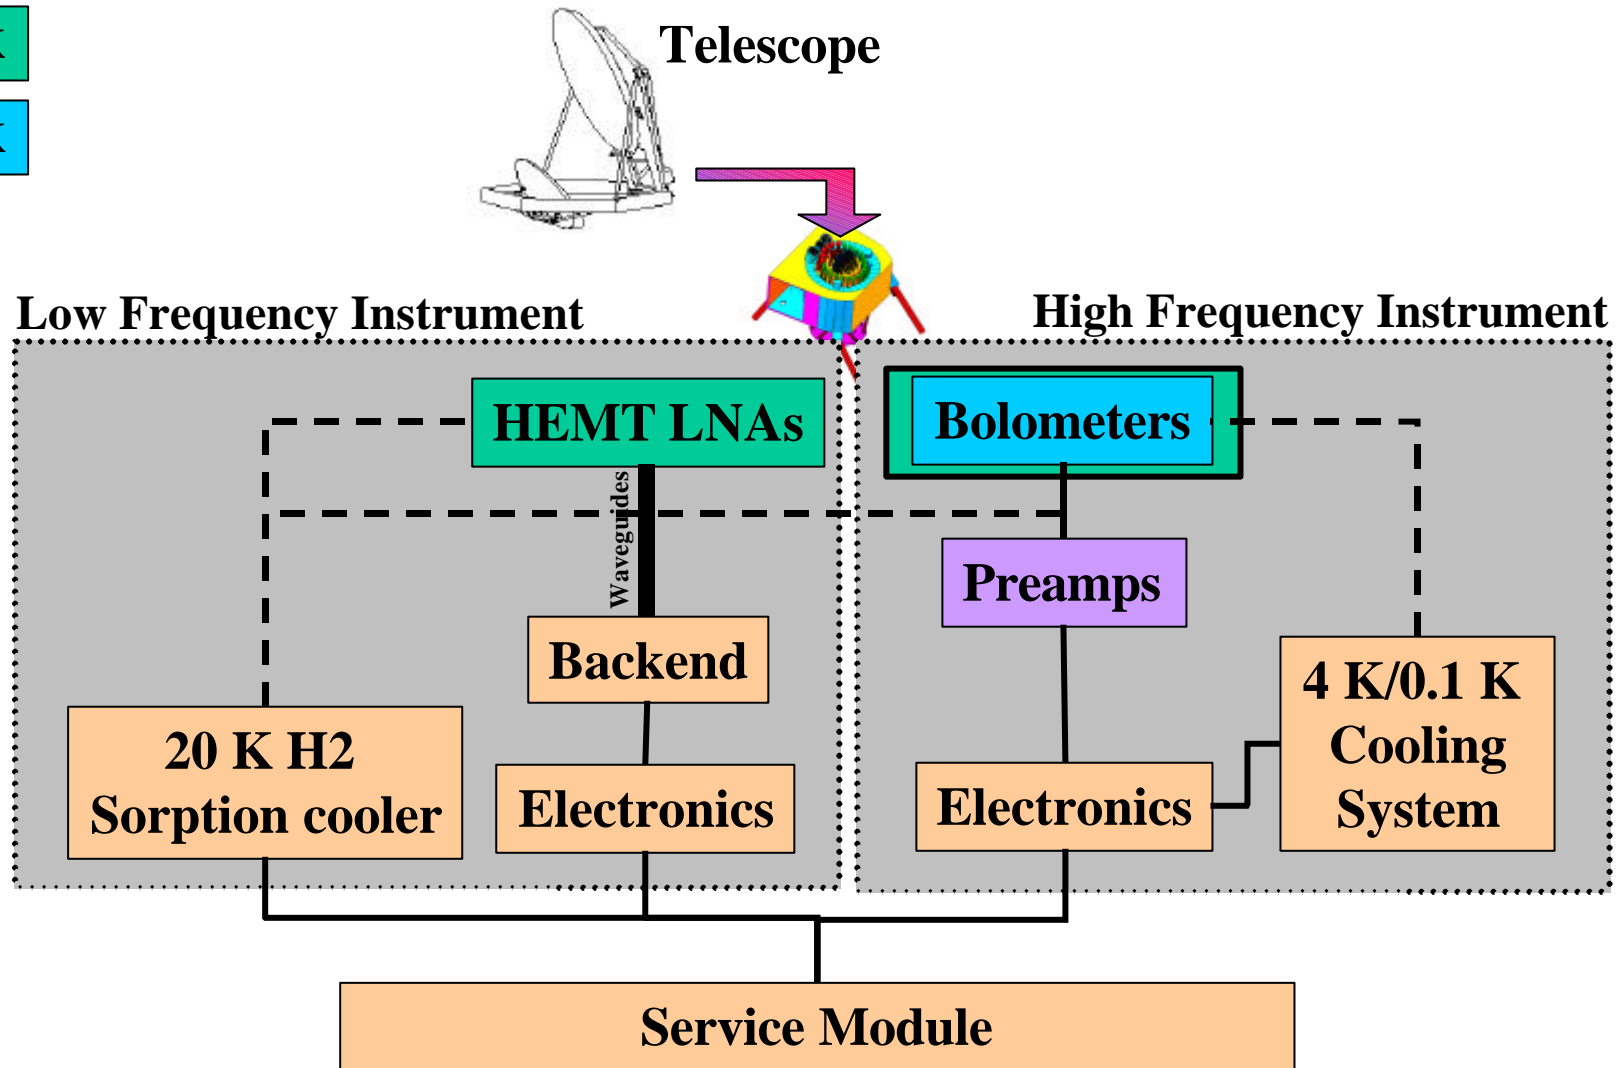 K
Telescope
K
Low Frequency Instrument
High Frequency Instrument
HEMT LNAs
Bolometers
Waveguides
Preamps
Backend
4 K/0.1 K
Cooling
System
20 K H2
Sorption cooler
Electronics
Electronics
Service Module